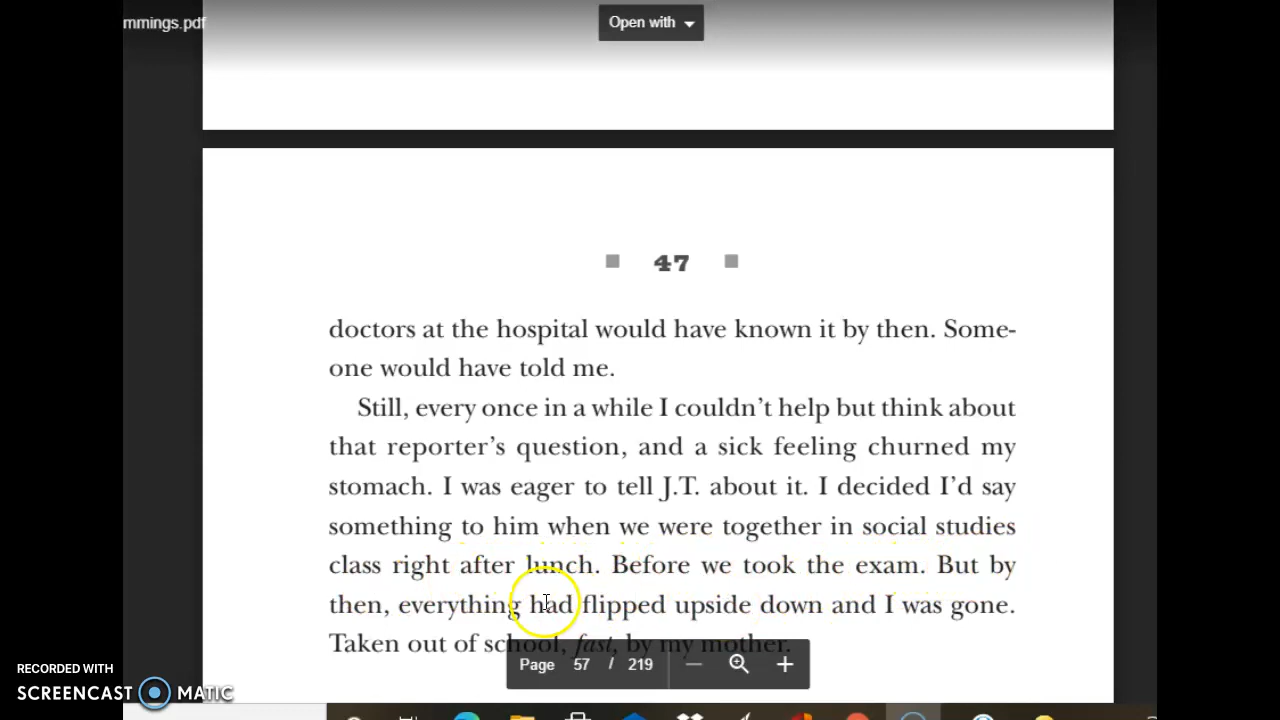 mmings.pdf
Open with
47
doctors at the hospital would have known it by then. Some-
one would have told me.
Still, every once in a while I couldn't help but think about
that reporter's question, and a sick feeling churned my
stomach. I was eager to tell J.T. about it. I decided I'd say
something to him when we were together in social studies
class right after lunch. Before we took the exam. But by
then, everything had flipped upside down and I was gone.
Taken out of school, fast, by my mother.
Page 57 / 219
RECORDED WITH
SCREENCAST MATIC